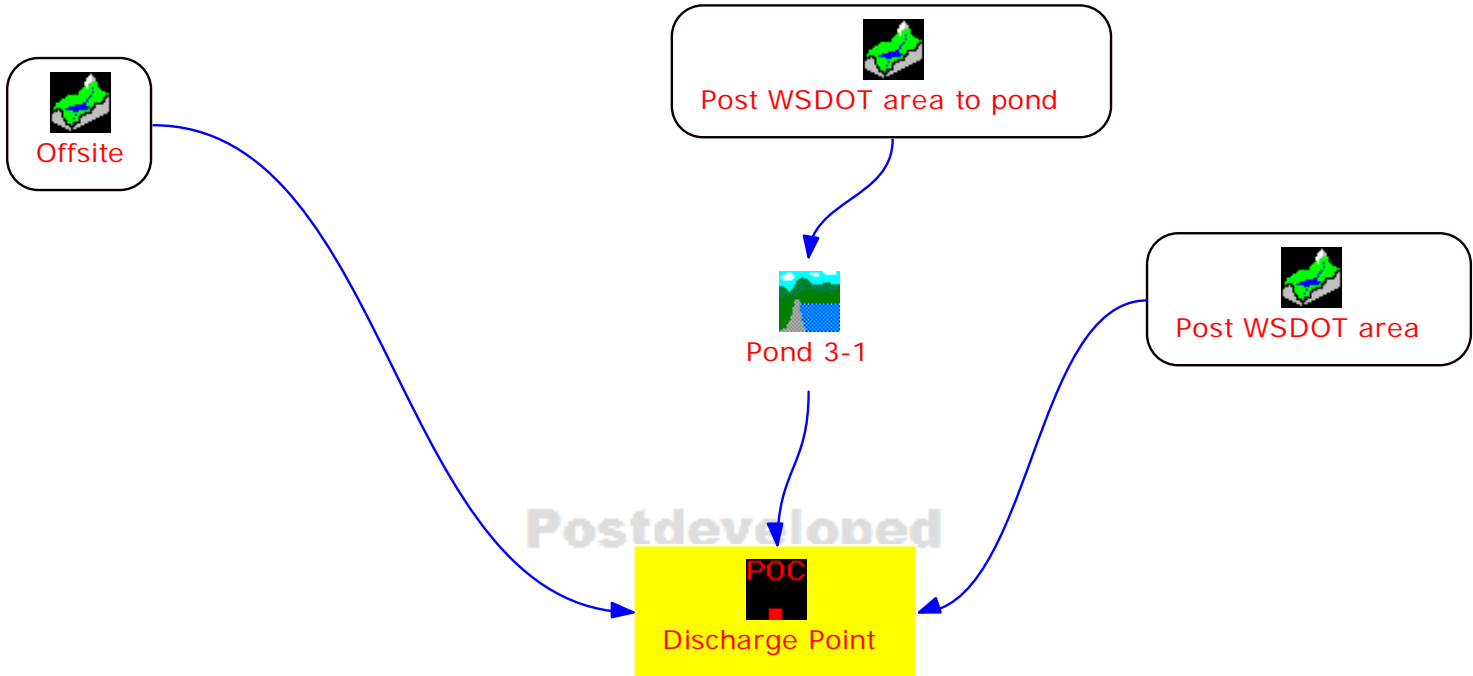 Post WSDOT area to pond
Offsite
Post WSDOT area
Pond 3-1
Postdeveloped
POC
Discharge Point